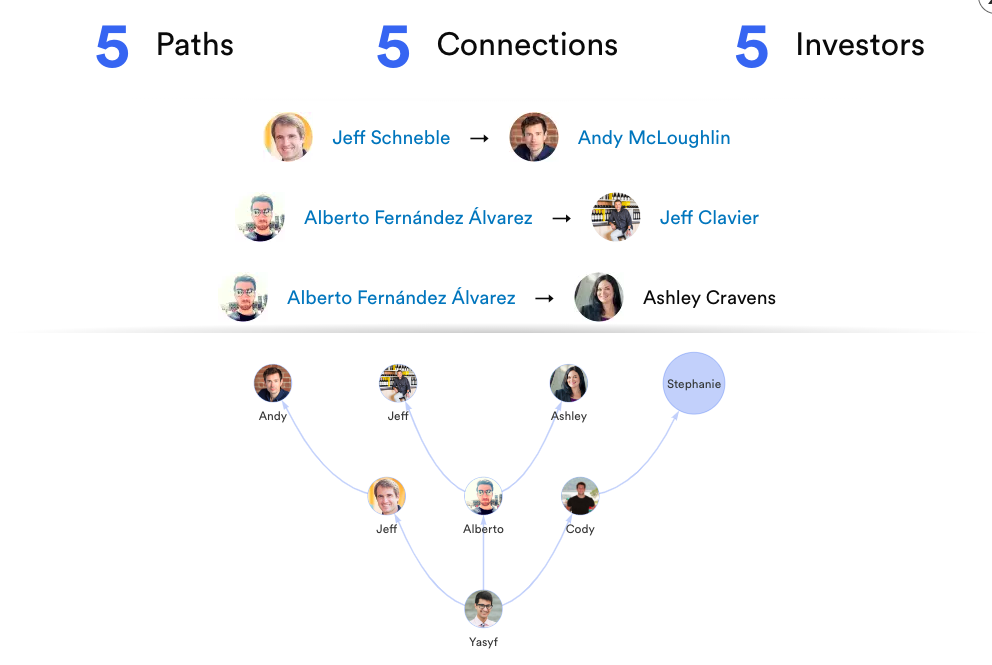 5 Paths 5 Connections 5 Investors
Jeff Schneble → Andy McLoughlin
Alberto Fernández Álvarez → Jeff Clavier
Alberto Fernández Álvarez → Ashley Cravens
Andy Jeff Ashley Stephanie
Jeff Alberto Cody
Yasyf